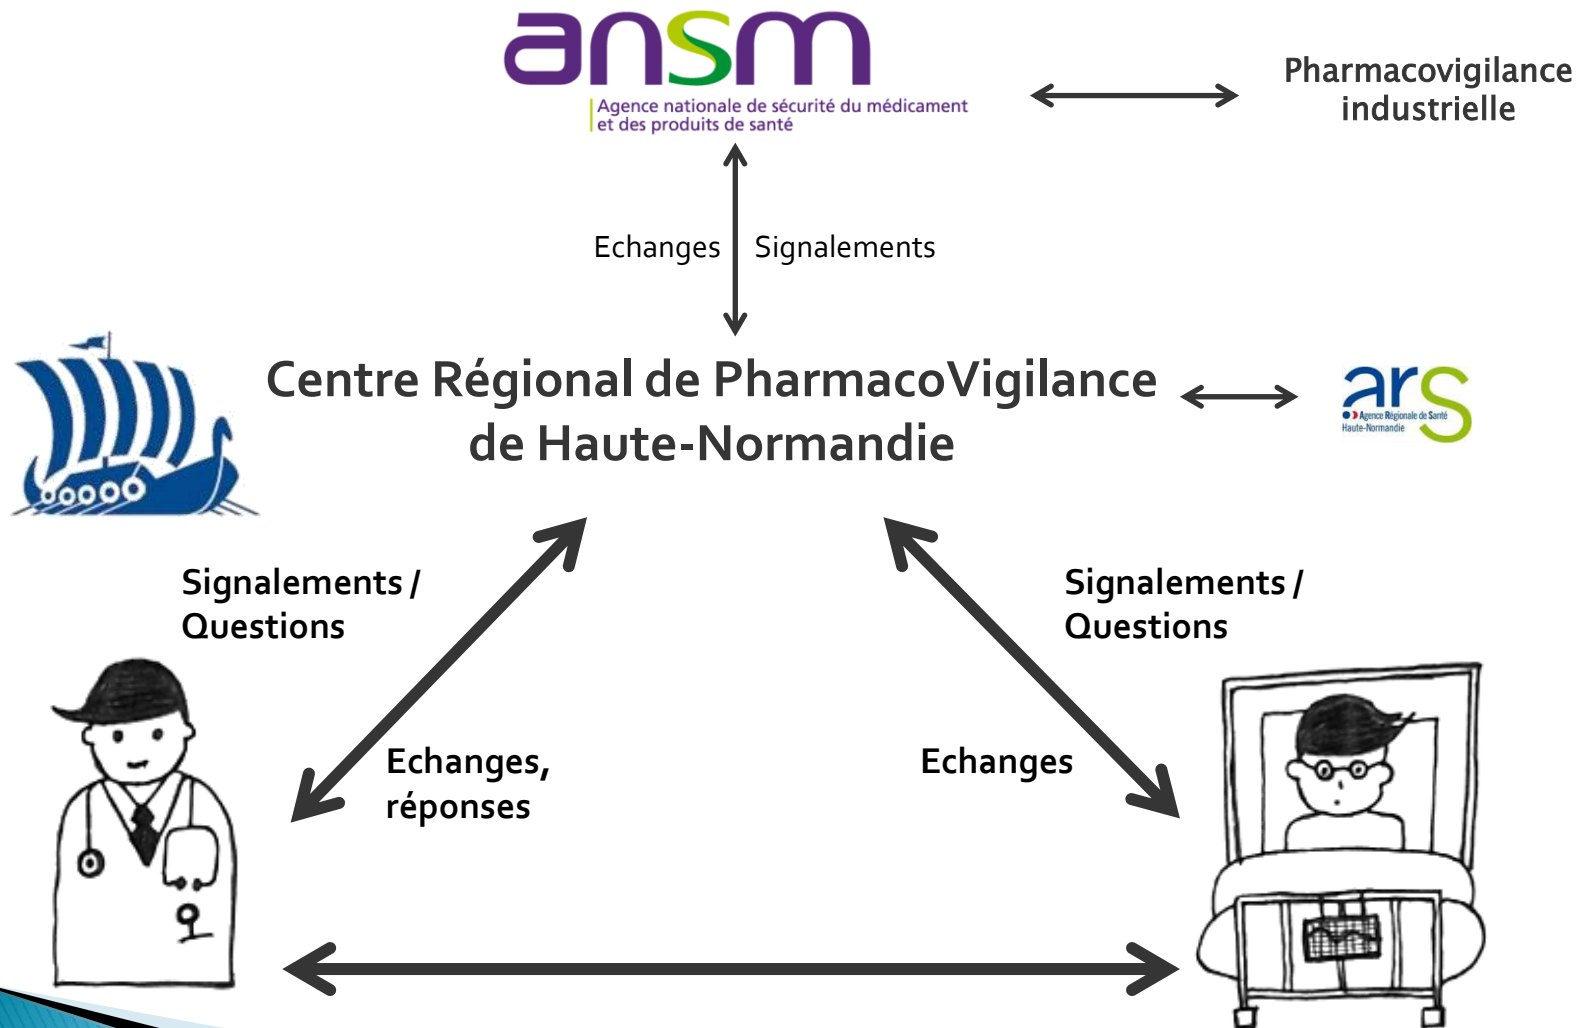 ansm
Agence nationale de sécurité du médicament
et des produits de santé
Pharmacovigilance
industrielle
Echanges
Signalements
Centre Régional de PharmacoVigilance
de Haute-Normandie
ars
Agence Régionale de Santé
Haute-Normandie
Signalements /
Questions
Signalements /
Questions
Echanges,
réponses
Echanges